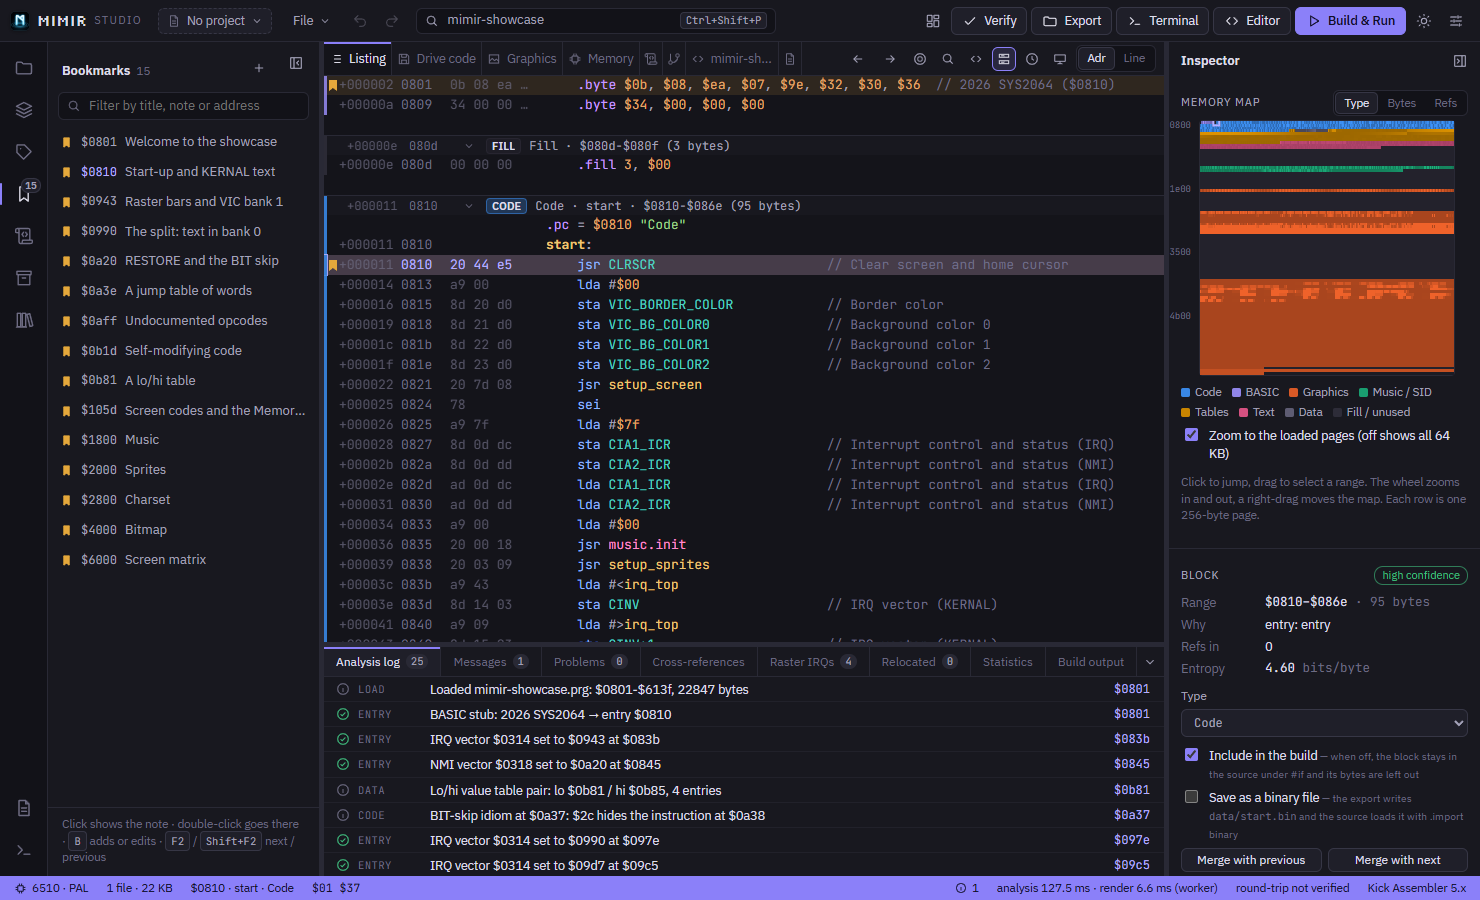 MIMIR STUDIO
No project
File
mimir-showcase
Ctrl+Shift+P
Verify
Export
Terminal
Editor
Build & Run
Bookmarks 15
Filter by title, note or address
$0801 Welcome to the showcase
$0810 Start-up and KERNAL text
$0943 Raster bars and VIC bank 1
$0990 The split: text in bank 0
$0a20 RESTORE and the BIT skip
$0a3e A jump table of words
$0aff Undocumented opcodes
$0b1d Self-modifying code
$0b81 A lo/hi table
$105d Screen codes and the Memor...
$1800 Music
$2000 Sprites
$2800 Charset
$4000 Bitmap
$6000 Screen matrix
15
Click shows the note · double-click goes there
· B adds or edits · F2 / Shift+F2 next /
previous
Listing
Drive code
Graphics
Memory
mimir-sh...
Adr
Line
+000002 0801 0b 08 ea … .byte $0b, $08, $ea, $07, $9e, $32, $30, $36 // 2026 SYS2064 ($0810)
+00000a 0809 34 00 00 … .byte $34, $00, $00, $00
+00000e 080d FILL Fill · $080d-$080f (3 bytes)
+00000e 080d 00 00 00 .fill 3, $00
+000011 0810 CODE Code · start · $0810-$086e (95 bytes)
.pc = $0810 "Code"
+000011 0810 start:
+000011 0810 20 44 e5 jsr CLRSCR // Clear screen and home cursor
+000014 0813 a9 00 lda #$00
+000016 0815 8d 20 d0 sta VIC_BORDER_COLOR // Border color
+000019 0818 8d 21 d0 sta VIC_BG_COLOR0 // Background color 0
+00001c 081b 8d 22 d0 sta VIC_BG_COLOR1 // Background color 1
+00001f 081e 8d 23 d0 sta VIC_BG_COLOR2 // Background color 2
+000022 0821 20 7d 08 jsr setup_screen
+000025 0824 78 sei
+000026 0825 a9 7f lda #$7f
+000028 0827 8d 0d dc sta CIA1_ICR // Interrupt control and status (IRQ)
+00002b 082a 8d 0d dd sta CIA2_ICR // Interrupt control and status (NMI)
+00002e 082d ad 0d dc lda CIA1_ICR // Interrupt control and status (IRQ)
+000031 0830 ad 0d dd lda CIA2_ICR // Interrupt control and status (NMI)
+000034 0833 a9 00 lda #$00
+000036 0835 20 00 18 jsr music.init
+000039 0838 20 03 09 jsr setup_sprites
+00003c 083b a9 43 lda #<irq_top
+00003e 083d 8d 14 03 sta CINV // IRQ vector (KERNAL)
+000041 0840 a9 09 lda #>irq_top
Analysis log 25
Messages 1
Problems 0
Cross-references
Raster IRQs 4
Relocated 0
Statistics
Build output
LOAD Loaded mimir-showcase.prg: $0801-$613f, 22847 bytes $0801
ENTRY BASIC stub: 2026 SYS2064 → entry $0810 $0801
ENTRY IRQ vector $0314 set to $0943 at $083b $083b
ENTRY NMI vector $0318 set to $0a20 at $0845 $0845
DATA Lo/hi value table pair: lo $0b81 / hi $0b85, 4 entries $0b81
CODE BIT-skip idiom at $0a37: $2c hides the instruction at $0a38 $0a37
ENTRY IRQ vector $0314 set to $0990 at $097e $097e
ENTRY IRQ vector $0314 set to $09d7 at $09c5 $09c5
Inspector
MEMORY MAP
Type
Bytes
Refs
0800
1e00
3500
4b00
Code BASIC Graphics Music / SID
Tables Text Data Fill / unused
Zoom to the loaded pages (off shows all 64
KB)
Click to jump, drag to select a range. The wheel zooms
in and out, a right-drag moves the map. Each row is one
256-byte page.
BLOCK
high confidence
Range $0810–$086e · 95 bytes
Why entry: entry
Refs in 0
Entropy 4.60 bits/byte
Type
Code
Include in the build — when off, the block stays in
the source under #if and its bytes are left out
Save as a binary file — the export writes
data/start.bin and the source loads it with .import
binary
Merge with previous
Merge with next
6510 · PAL
1 file · 22 KB
$0810 · start · Code
$01 $37
1
analysis 127.5 ms · render 6.6 ms (worker)
round-trip not verified
Kick Assembler 5.x